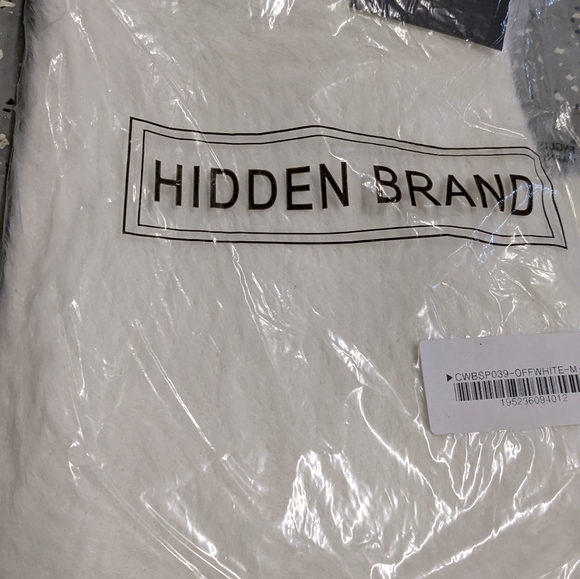 HIDDEN BRAND
▶CWBSP039-OFFWHITE-M-
195236094012